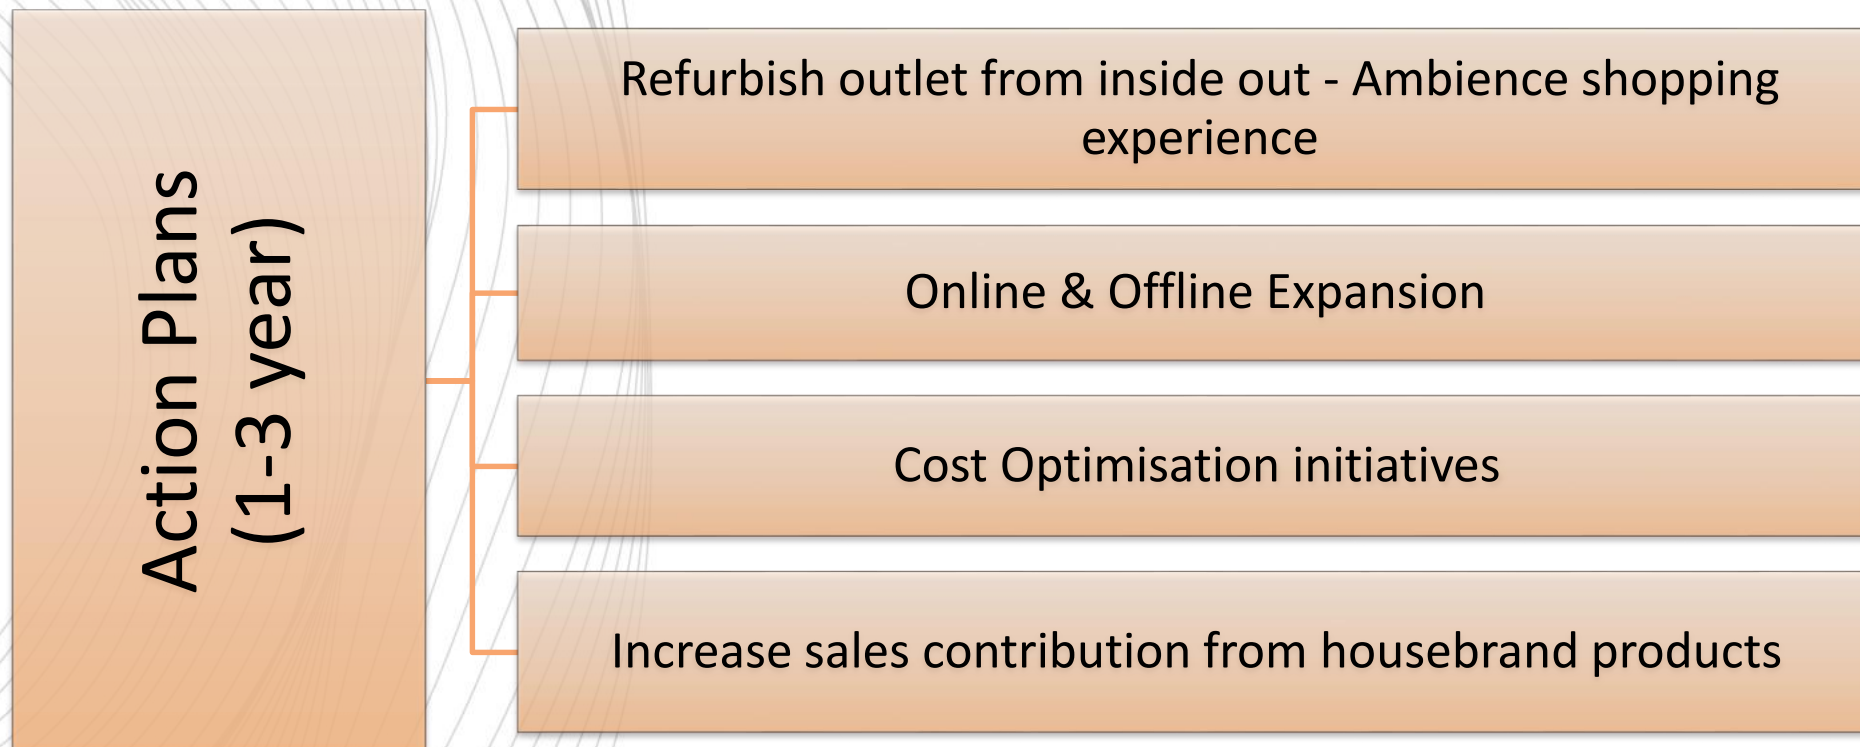 Action Plans
(1-3 year)
Refurbish outlet from inside out - Ambience shopping
experience
Online & Offline Expansion
Cost Optimisation initiatives
Increase sales contribution from housebrand products